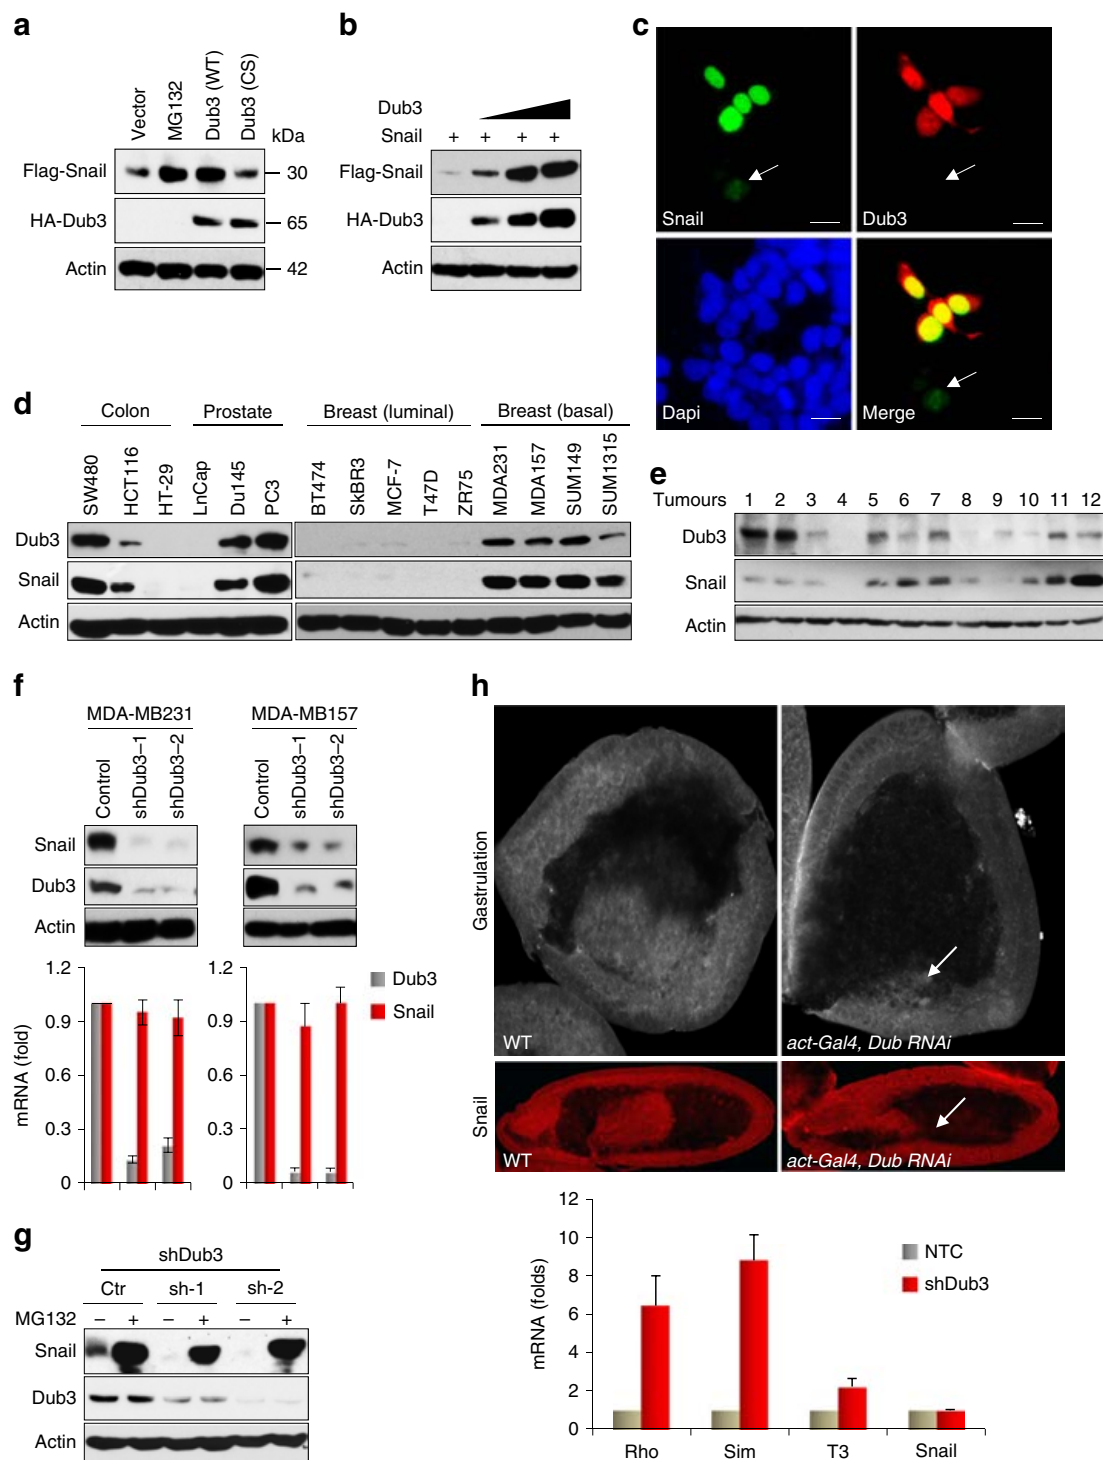 a
Vector
MG132
Dub3 (WT)
Dub3 (CS)
kDa
Flag-Snail
30
HA-Dub3
65
Actin
42
b
Dub3
Snail + + + +
Flag-Snail
HA-Dub3
Actin
c
Snail
Dub3
Dapi
Merge
d
Colon Prostate Breast (luminal) Breast (basal)
SW480
HCT116
HT-29
LnCap
Du145
PC3
BT474
SkBR3
MCF-7
T47D
ZR75
MDA231
MDA157
SUM149
SUM1315
Dub3
Snail
Actin
e
Tumours 1 2 3 4 5 6 7 8 9 10 11 12
Dub3
Snail
Actin
f
MDA-MB231
MDA-MB157
Control
shDub3–1
shDub3–2
Control
shDub3–1
shDub3–2
Snail
Dub3
Actin
mRNA (fold)
1.2
0.9
0.6
0.3
0
1.2
0.9
0.6
0.3
0
Dub3
Snail
g
shDub3
Ctr sh-1 sh-2
MG132 – + – + – +
Snail
Dub3
Actin
h
Gastrulation
WT
act-Gal4, Dub RNAi
Snail
WT
act-Gal4, Dub RNAi
mRNA (folds)
12
10
8
6
4
2
0
NTC
shDub3
Rho Sim T3 Snail